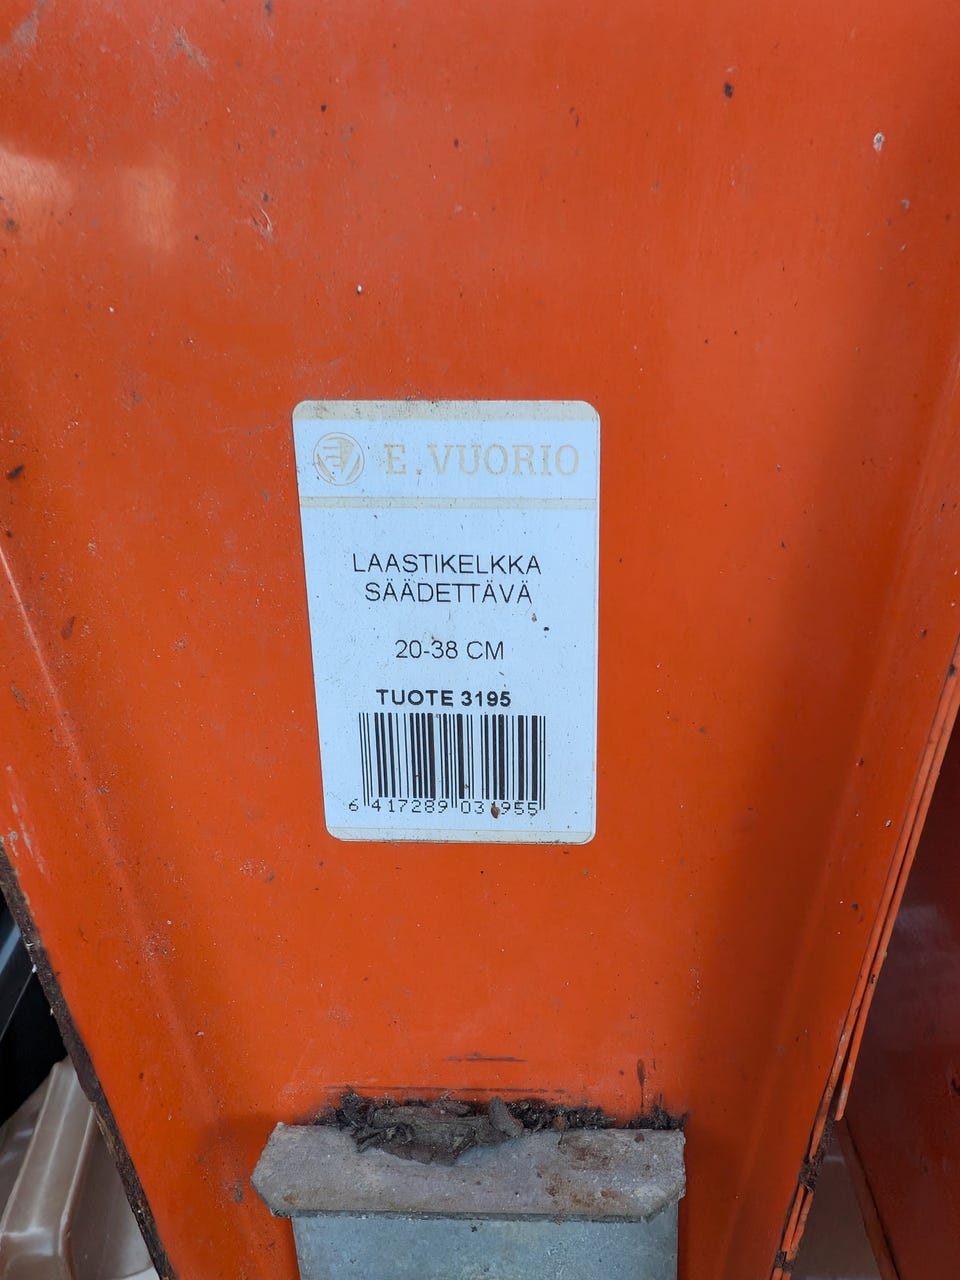 E. VUORIO
LAASTIKELKKA
SÄÄDETTÄVÄ
20-38 CM
TUOTE 3195
6 417289 031955